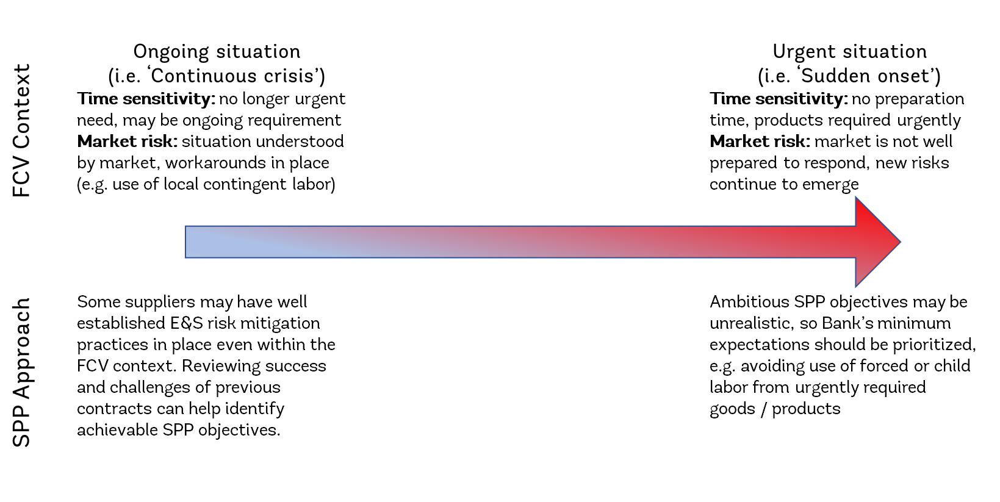 FCV Context
Ongoing situation
(i.e. ‘Continuous crisis’)
Time sensitivity: no longer urgent
need, may be ongoing requirement
Market risk: situation understood
by market, workarounds in place
(e.g. use of local contingent labor)
Urgent situation
(i.e. ‘Sudden onset’)
Time sensitivity: no preparation
time, products required urgently
Market risk: market is not well
prepared to respond, new risks
continue to emerge
SPP Approach
Some suppliers may have well
established E&S risk mitigation
practices in place even within the
FCV context. Reviewing success
and challenges of previous
contracts can help identify
achievable SPP objectives.
Ambitious SPP objectives may be
unrealistic, so Bank’s minimum
expectations should be prioritized,
e.g. avoiding use of forced or child
labor from urgently required
goods / products